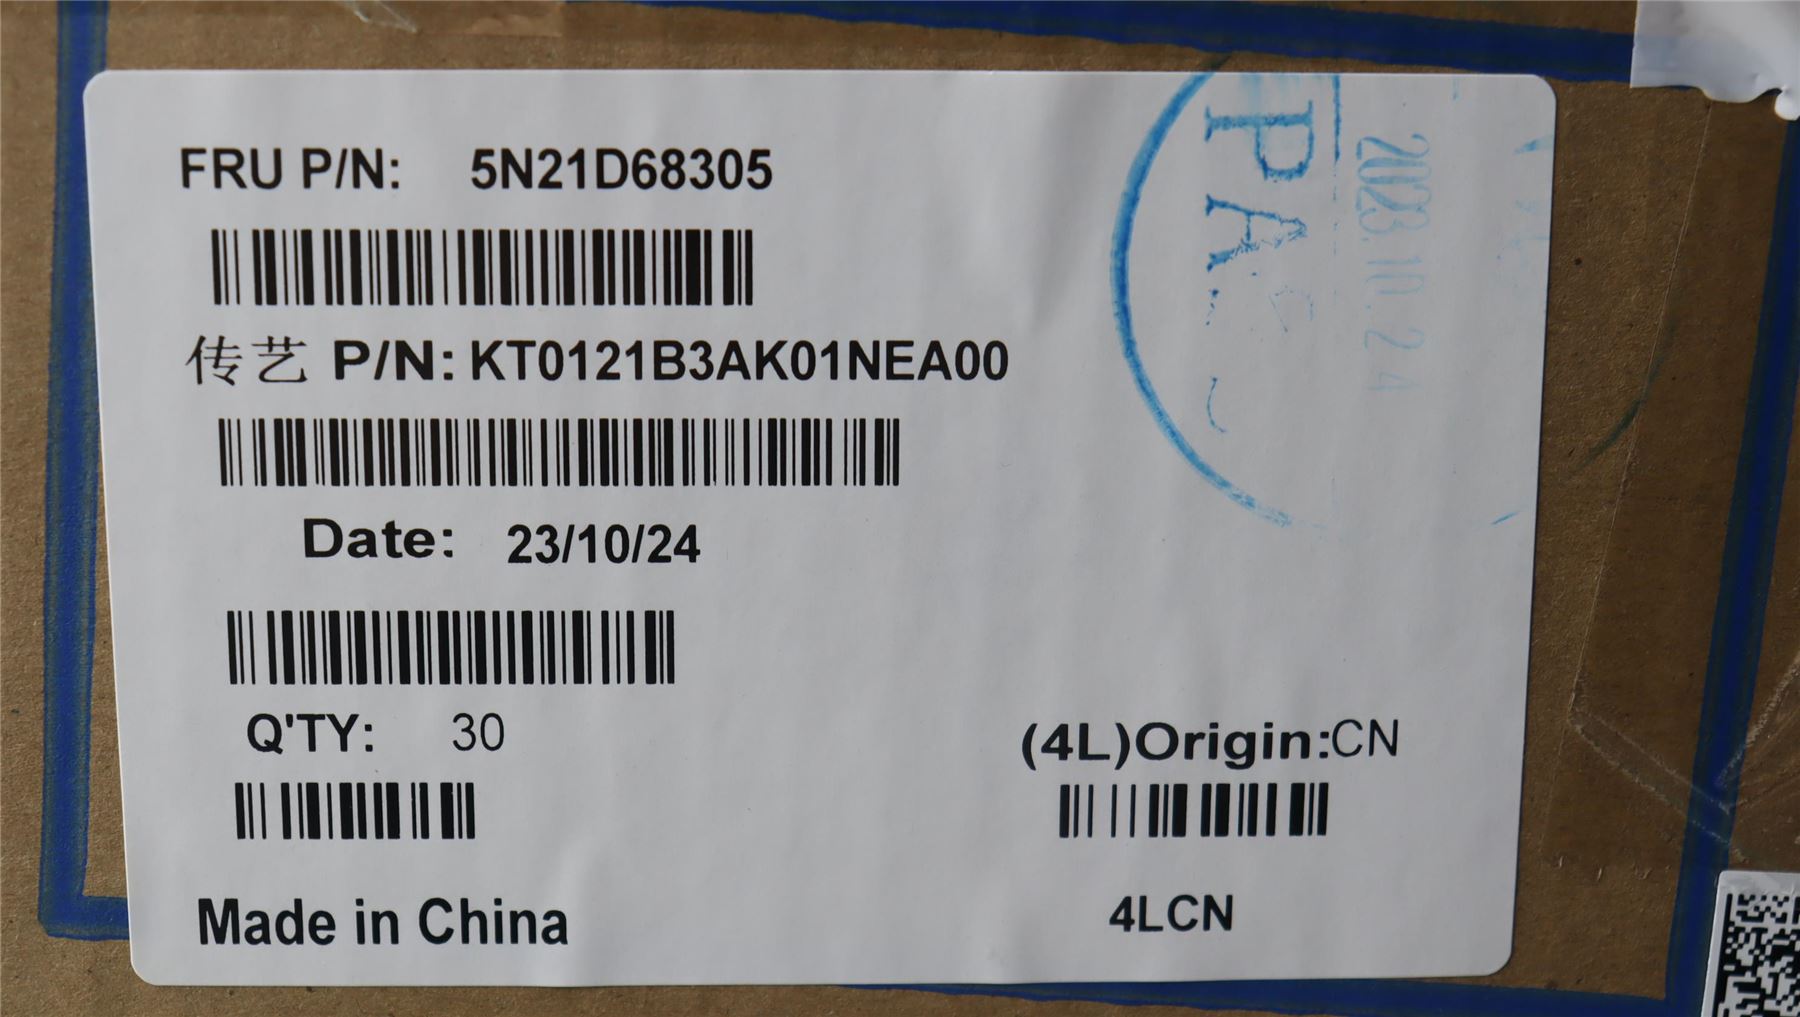 FRU P/N: 5N21D68305
传艺 P/N: KT0121B3AK01NEA00
Date: 23/10/24
Q'TY: 30
(4L)Origin:CN
Made in China
4LCN
PA
2023.10.24